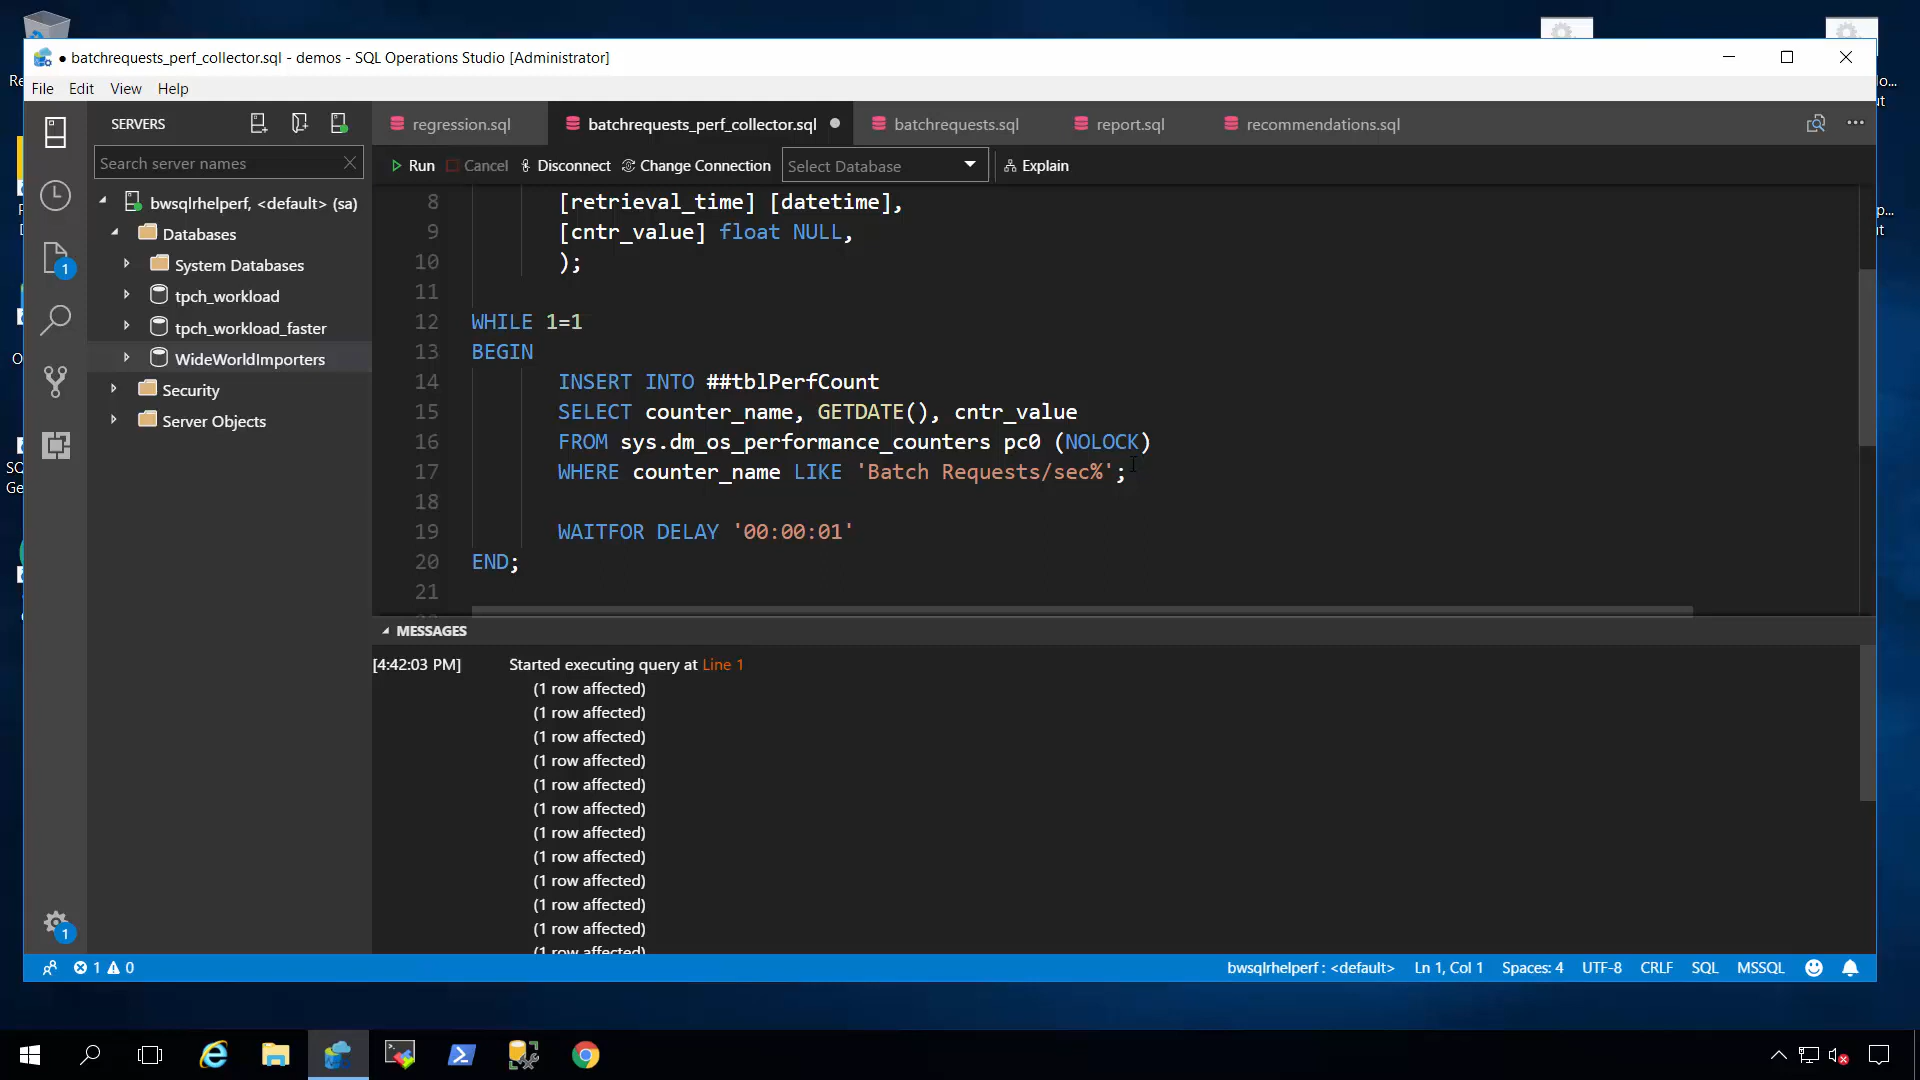 ● batchrequests_perf_collector.sql - demos - SQL Operations Studio [Administrator]
File Edit View Help
SERVERS
Search server names
bwsqlrhelperf, <default> (sa)
Databases
System Databases
tpch_workload
tpch_workload_faster
WideWorldImporters
Security
Server Objects
1
1
regression.sql batchrequests_perf_collector.sql ● batchrequests.sql report.sql recommendations.sql
Run Cancel Disconnect Change Connection Select Database Explain
8 [retrieval_time] [datetime],
9 [cntr_value] float NULL,
10 );
11
12 WHILE 1=1
13 BEGIN
14 INSERT INTO ##tblPerfCount
15 SELECT counter_name, GETDATE(), cntr_value
16 FROM sys.dm_os_performance_counters pc0 (NOLOCK)
17 WHERE counter_name LIKE 'Batch Requests/sec%';
18
19 WAITFOR DELAY '00:00:01'
20 END;
21
MESSAGES
[4:42:03 PM] Started executing query at Line 1
(1 row affected)
(1 row affected)
(1 row affected)
(1 row affected)
(1 row affected)
(1 row affected)
(1 row affected)
(1 row affected)
(1 row affected)
(1 row affected)
(1 row affected)
(1 row affected)
1 0 bwsqlrhelperf : <default> Ln 1, Col 1 Spaces: 4 UTF-8 CRLF SQL MSSQL